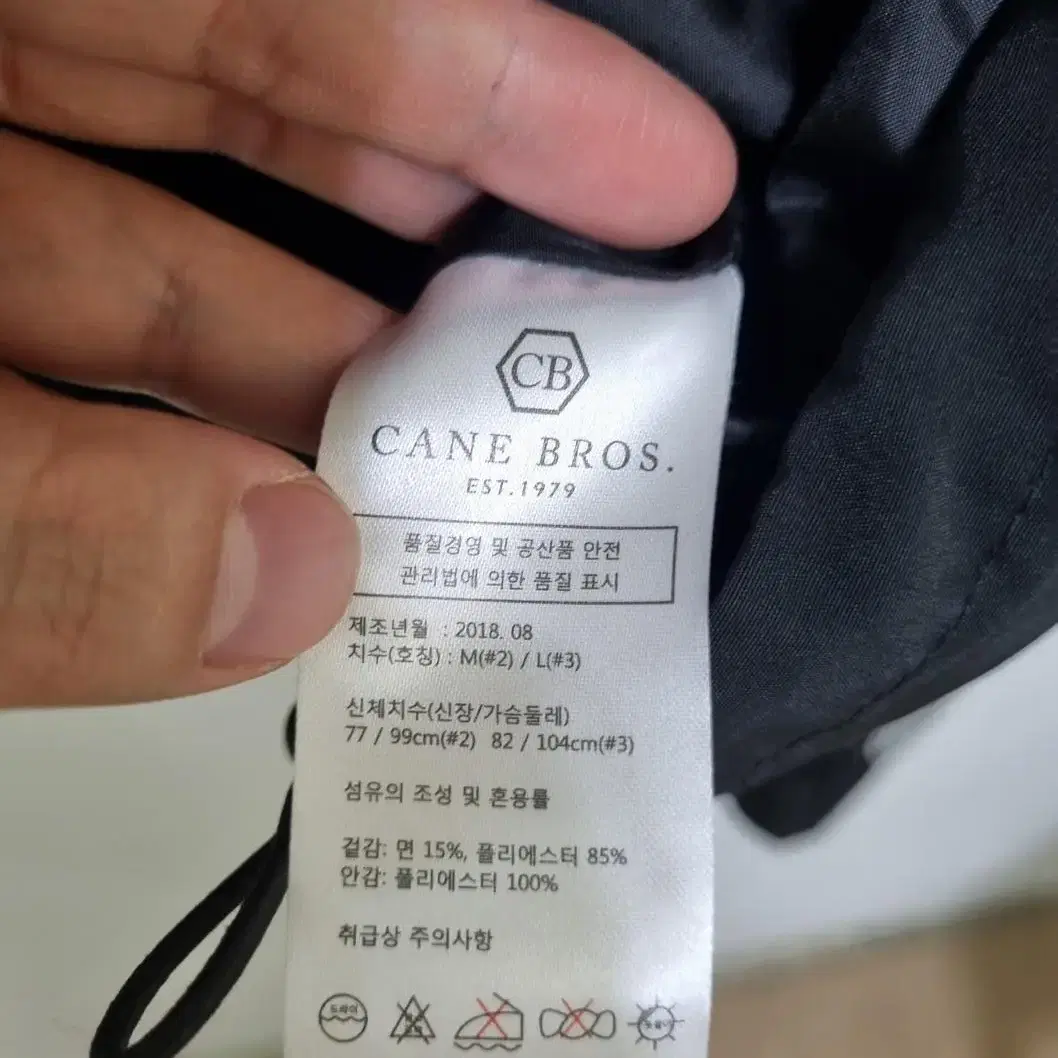 CB
CANE BROS.
EST.1979
품질경영 및 공산품 안전
관리법에 의한 품질 표시
제조년월 : 2018. 08
치수(호칭) : M(#2) / L(#3)
신체치수(신장/가슴둘레)
77 / 99cm(#2) 82 / 104cm(#3)
섬유의 조성 및 혼용률
겉감: 면 15%, 폴리에스터 85%
안감: 폴리에스터 100%
취급상 주의사항
드라이